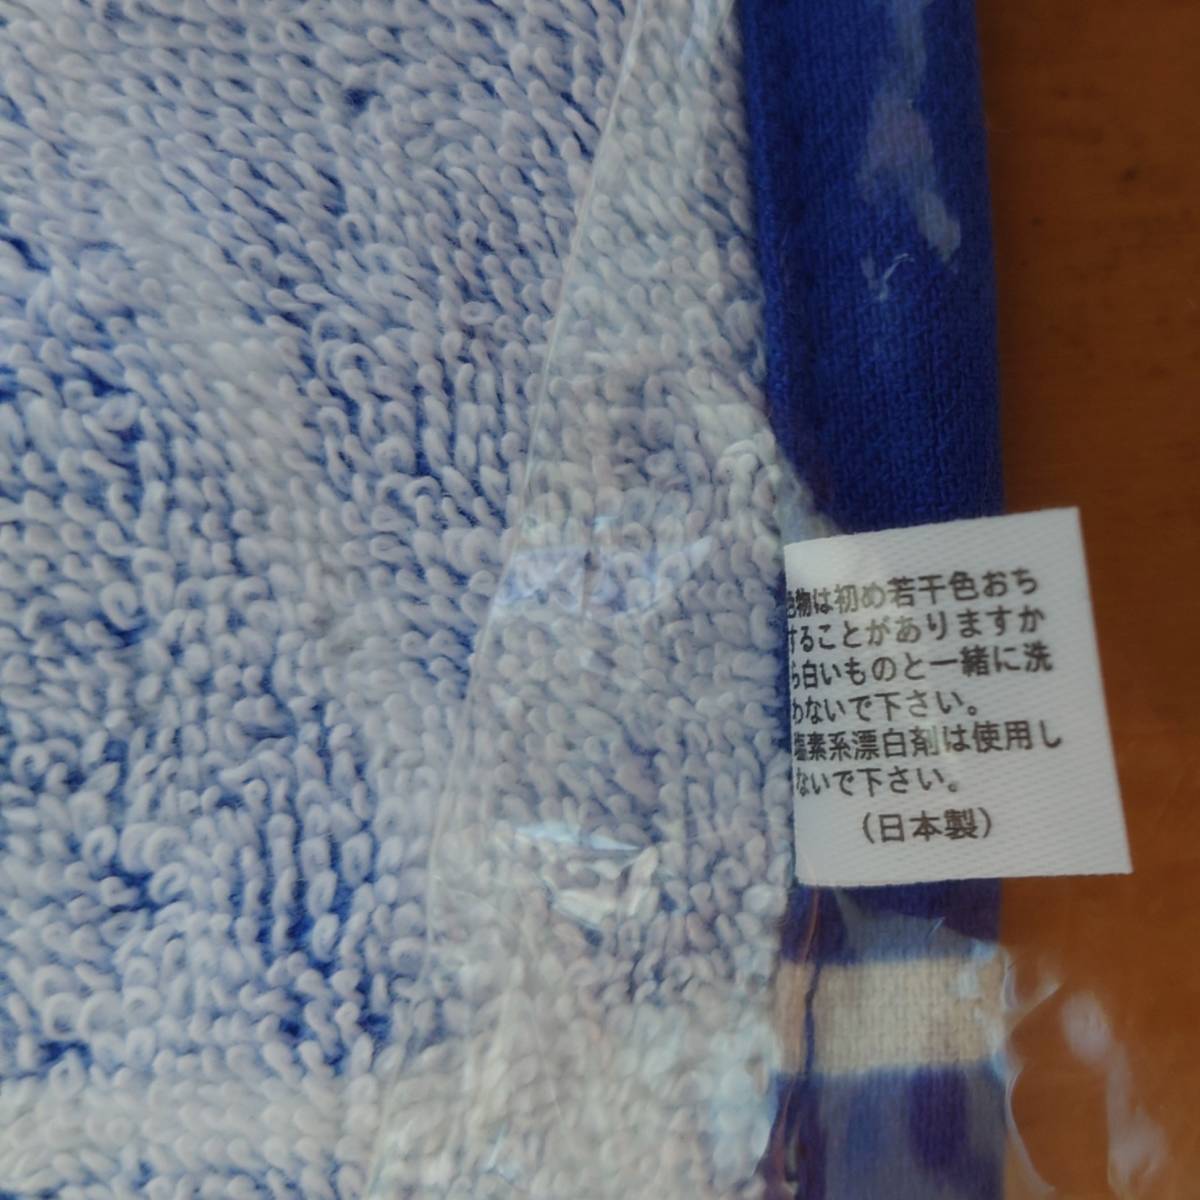 色物は初め若干色おち
することがありますか
ら白いものと一緒に洗
わないで下さい。
塩素系漂白剤は使用し
ないで下さい。
（日本製）